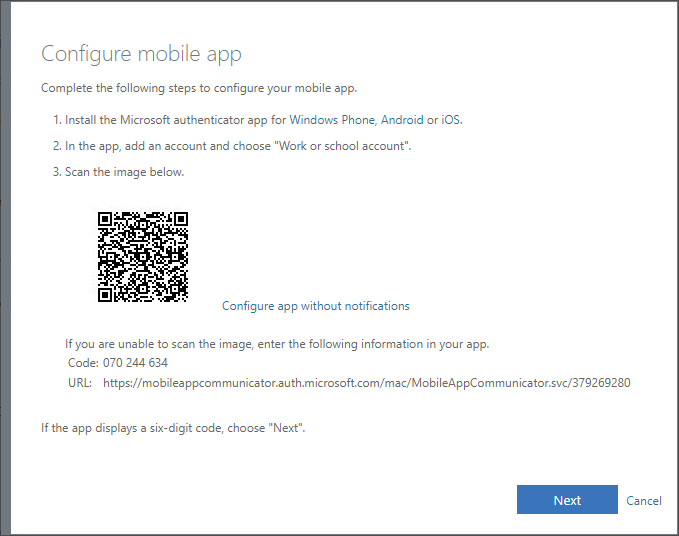 Configure mobile app
Complete the following steps to configure your mobile app.
1. Install the Microsoft authenticator app for Windows Phone, Android or iOS.
2. In the app, add an account and choose "Work or school account".
3. Scan the image below.
Configure app without notifications
If you are unable to scan the image, enter the following information in your app.
Code: 070 244 634
URL: https://mobileappcommunicator.auth.microsoft.com/mac/MobileAppCommunicator.svc/379269280
If the app displays a six-digit code, choose "Next".
Next Cancel